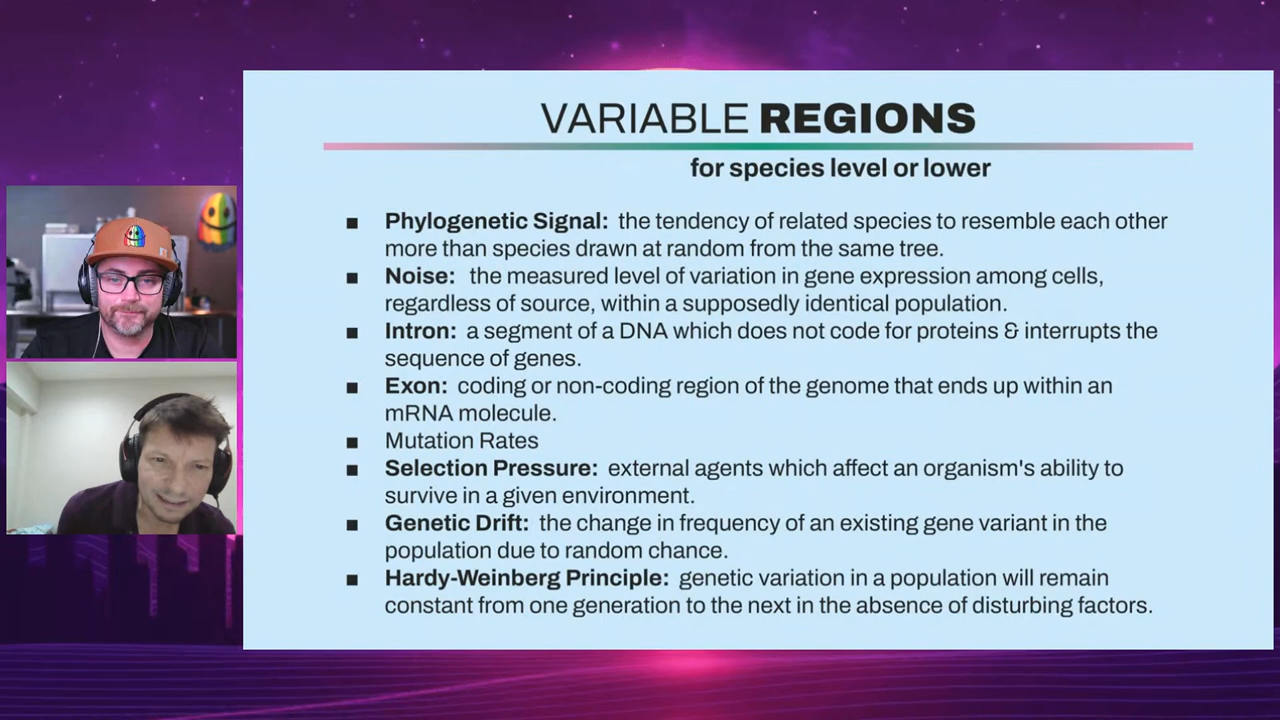 VARIABLE REGIONS
for species level or lower
▪ Phylogenetic Signal: the tendency of related species to resemble each other
more than species drawn at random from the same tree.
▪ Noise: the measured level of variation in gene expression among cells,
regardless of source, within a supposedly identical population.
▪ Intron: a segment of a DNA which does not code for proteins & interrupts the
sequence of genes.
▪ Exon: coding or non-coding region of the genome that ends up within an
mRNA molecule.
▪ Mutation Rates
▪ Selection Pressure: external agents which affect an organism's ability to
survive in a given environment.
▪ Genetic Drift: the change in frequency of an existing gene variant in the
population due to random chance.
▪ Hardy-Weinberg Principle: genetic variation in a population will remain
constant from one generation to the next in the absence of disturbing factors.